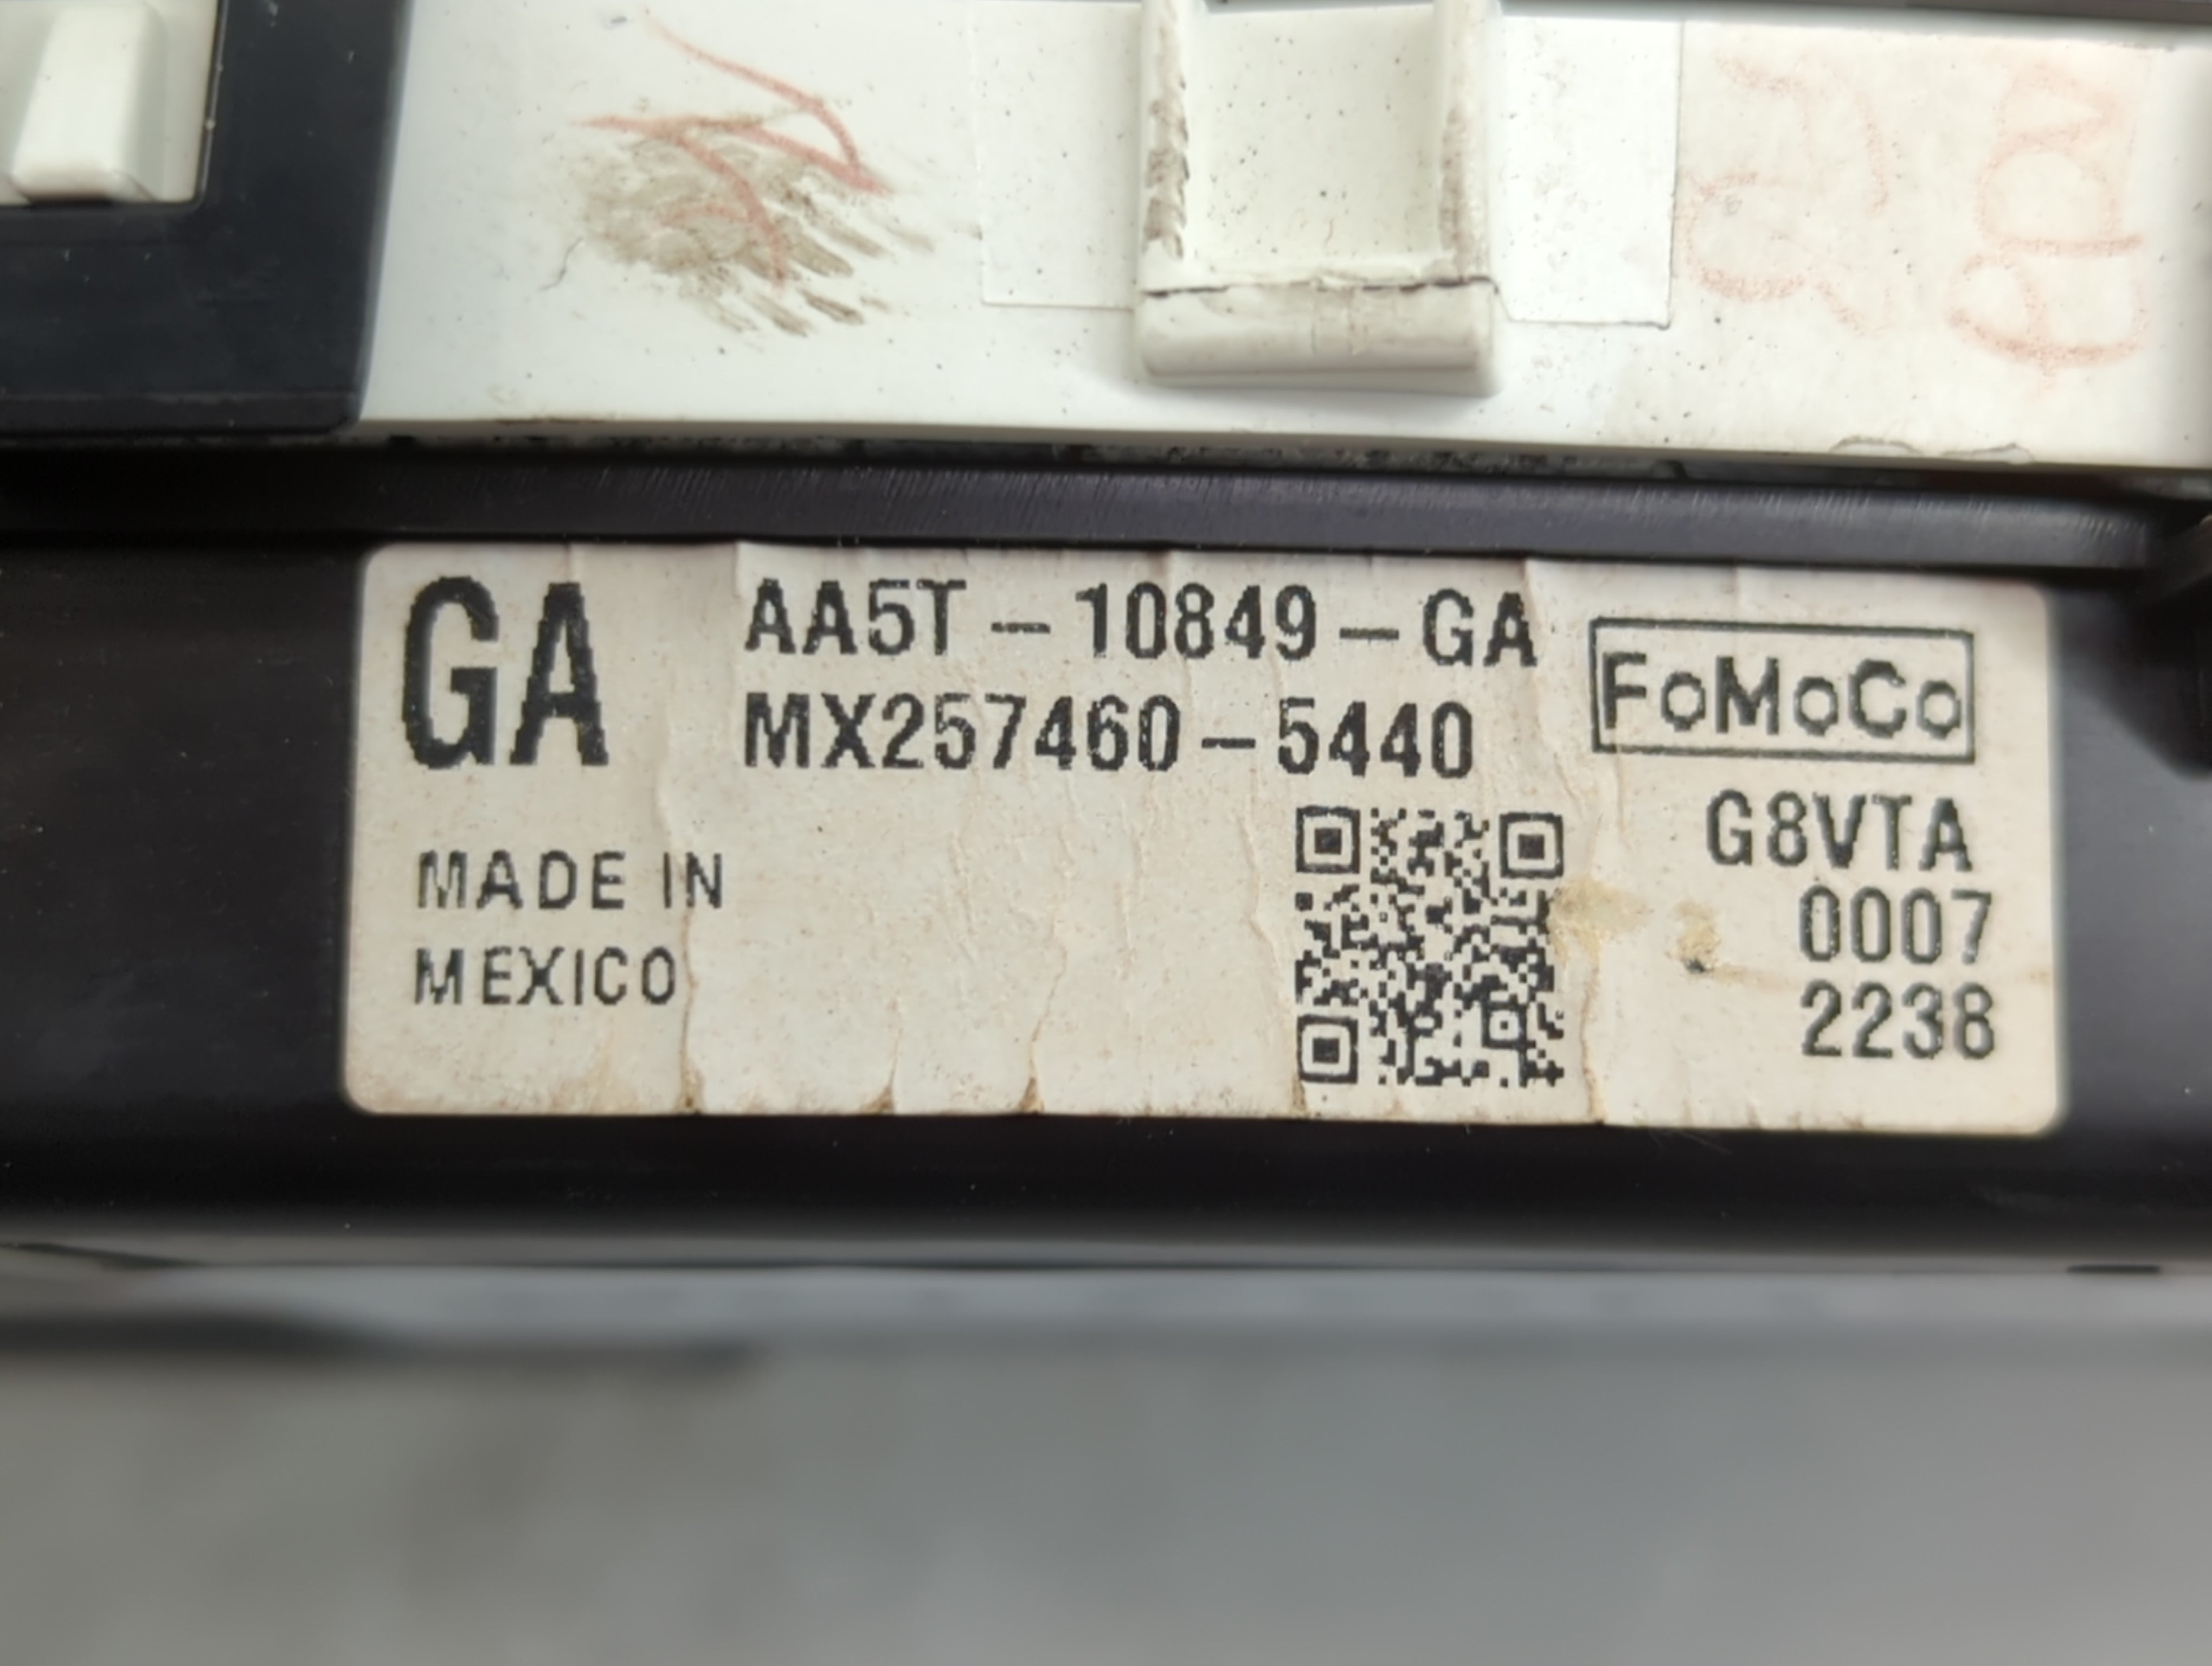 GA
AA5T-10849-GA
MX257460-5440
FoMoCo
MADE IN
MEXICO
G8VTA
0007
2238